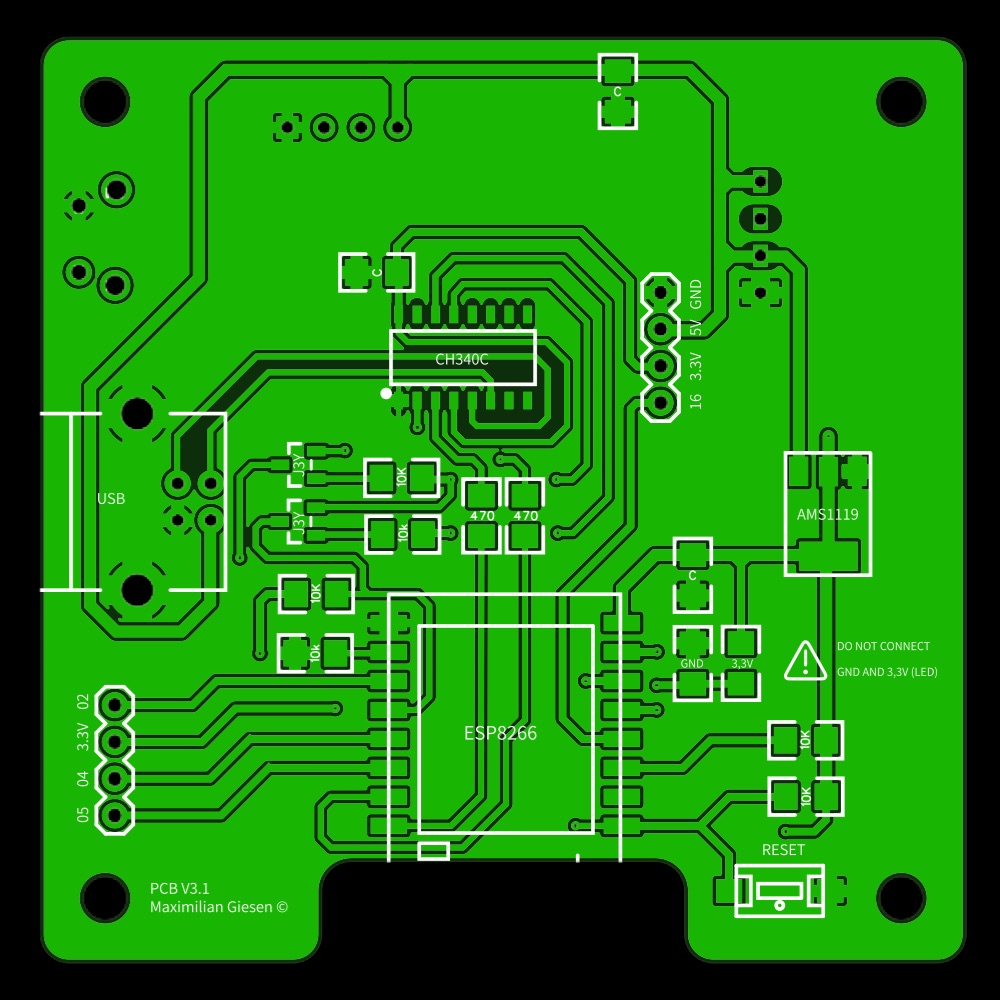 C
C
GND
5V
3.3V
16
CH340C
J3Y
10K
USB
470
470
AMS1119
J3Y
10k
C
10K
DO NOT CONNECT
GND AND 3,3V (LED)
10k
GND
3,3V
02
3.3V
04
05
ESP8266
10K
10K
RESET
PCB V3.1
Maximilian Giesen ©